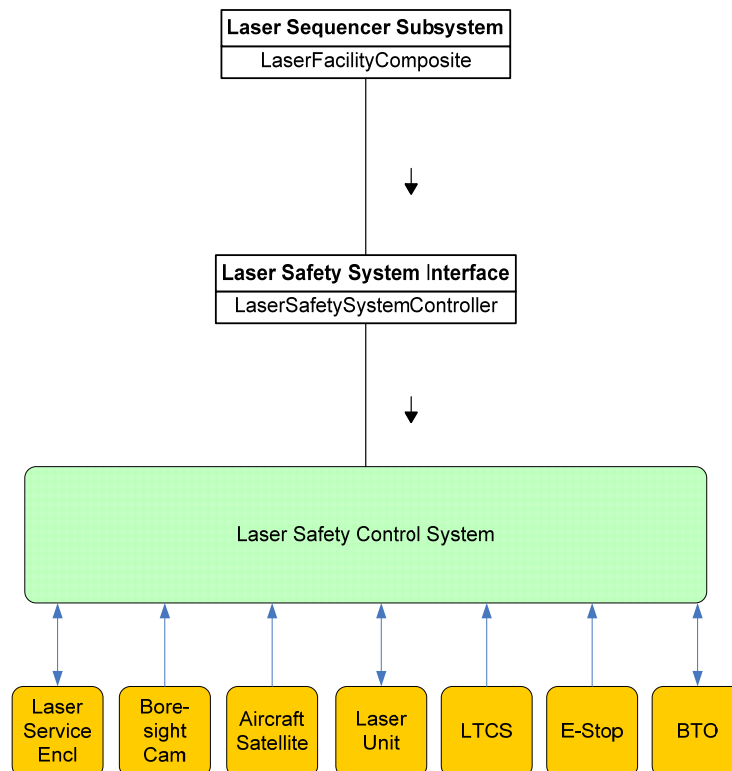 Laser Sequencer Subsystem
LaserFacilityComposite
Laser Safety System Interface
LaserSafetySystemController
Laser Safety Control System
Laser
Service
Encl
Bore-
sight
Cam
Aircraft
Satellite
Laser
Unit
LTCS
E-Stop
BTO